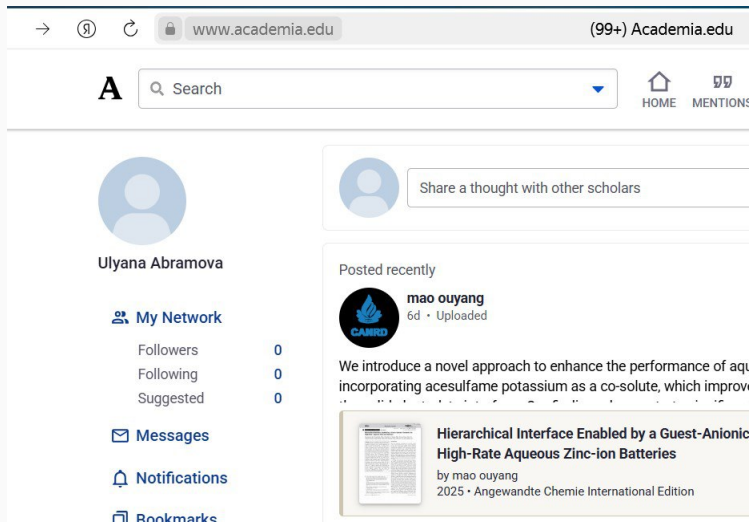 www.academia.edu
(99+) Academia.edu
A
Search
HOME
MENTIONS
Ulyana Abramova
My Network
Followers 0
Following 0
Suggested 0
Messages
Notifications
Bookmarks
Share a thought with other scholars
Posted recently
CANRD
mao ouyang
6d • Uploaded
We introduce a novel approach to enhance the performance of aqu
incorporating acesulfame potassium as a co-solute, which improve
Hierarchical Interface Enabled by a Guest-Anionic
High-Rate Aqueous Zinc-ion Batteries
by mao ouyang
2025 • Angewandte Chemie International Edition